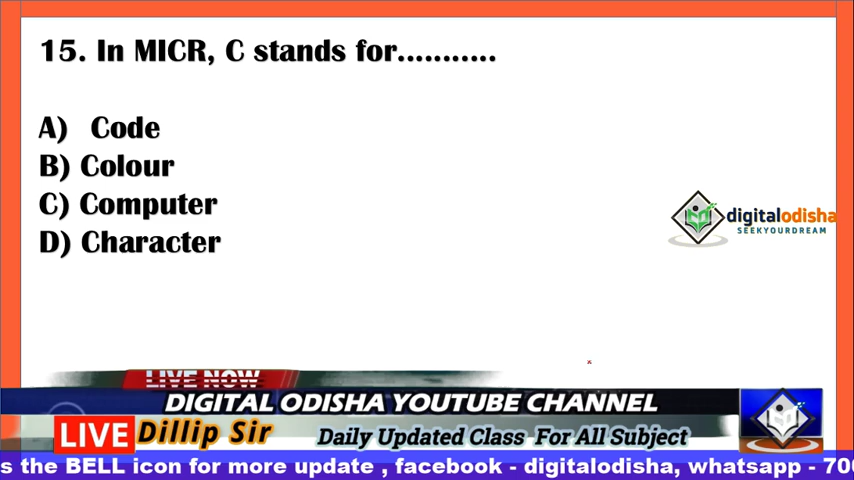 15. In MICR, C stands for...........
A) Code
B) Colour
C) Computer
D) Character
digitalodisha
SEEKYOURDREAM
LIVE NOW
DIGITAL ODISHA YOUTUBE CHANNEL
LIVE Dillip Sir Daily Updated Class For All Subject
s the BELL icon for more update , facebook - digitalodisha, whatsapp - 70